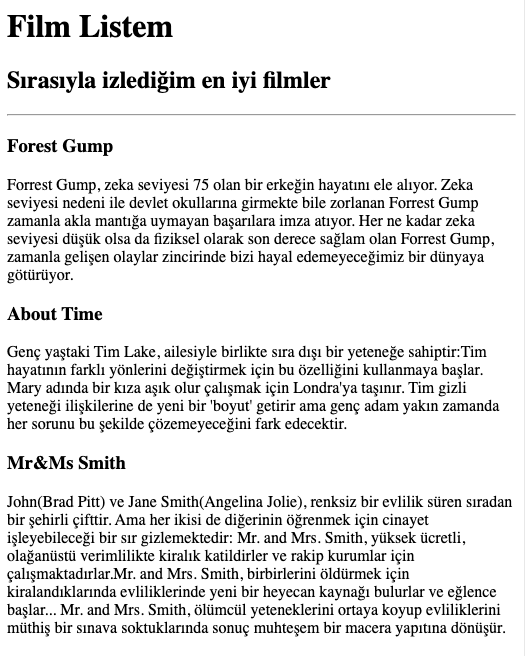 Film Listem
Sırasıyla izlediğim en iyi filmler
Forest Gump
Forrest Gump, zeka seviyesi 75 olan bir erkeğin hayatını ele alıyor. Zeka
seviyesi nedeni ile devlet okullarına girmekte bile zorlanan Forrest Gump
zamanla akla mantığa uymayan başarılara imza atıyor. Her ne kadar zeka
seviyesi düşük olsa da fiziksel olarak son derece sağlam olan Forrest Gump,
zamanla gelişen olaylar zincirinde bizi hayal edemeyeceğimiz bir dünyaya
götürüyor.
About Time
Genç yaştaki Tim Lake, ailesiyle birlikte sıra dışı bir yeteneğe sahiptir:Tim
hayatının farklı yönlerini değiştirmek için bu özelliğini kullanmaya başlar.
Mary adında bir kıza aşık olur çalışmak için Londra'ya taşınır. Tim gizli
yeteneği ilişkilerine de yeni bir 'boyut' getirir ama genç adam yakın zamanda
her sorunu bu şekilde çözemeyeceğini fark edecektir.
Mr&Ms Smith
John(Brad Pitt) ve Jane Smith(Angelina Jolie), renksiz bir evlilik süren sıradan
bir şehirli çifttir. Ama her ikisi de diğerinin öğrenmek için cinayet
işleyebileceği bir sır gizlemektedir: Mr. and Mrs. Smith, yüksek ücretli,
olağanüstü verimlilikte kiralık katildirler ve rakip kurumlar için
çalışmaktadırlar.Mr. and Mrs. Smith, birbirlerini öldürmek için
kiralandıklarında evliliklerinde yeni bir heyecan kaynağı bulurlar ve eğlence
başlar... Mr. and Mrs. Smith, ölümcül yeteneklerini ortaya koyup evliliklerini
müthiş bir sınava soktuklarında sonuç muhteşem bir macera yapıtına dönüşür.